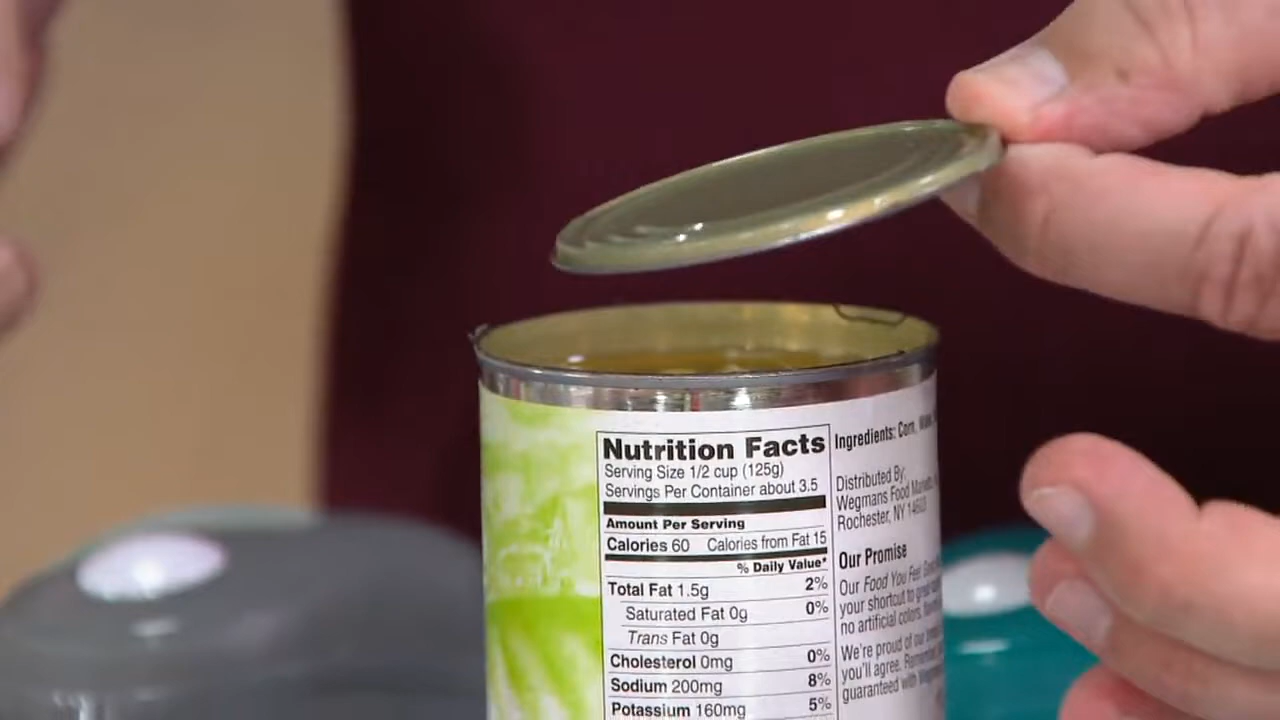 Nutrition Facts
Serving Size 1/2 cup (125g)
Servings Per Container about 3.5
Amount Per Serving
Calories 60 Calories from Fat 15
% Daily Value*
Total Fat 1.5g 2%
Saturated Fat 0g 0%
Trans Fat 0g
Cholesterol 0mg 0%
Sodium 200mg 8%
Potassium 160mg 5%
Ingredients: Corn,
Distributed By:
Wegmans Food
Rochester, NY
Our Promise
Our Food You Feel
your shortcut to
no artificial colors,
We're proud of our
you'll agree.
guaranteed with